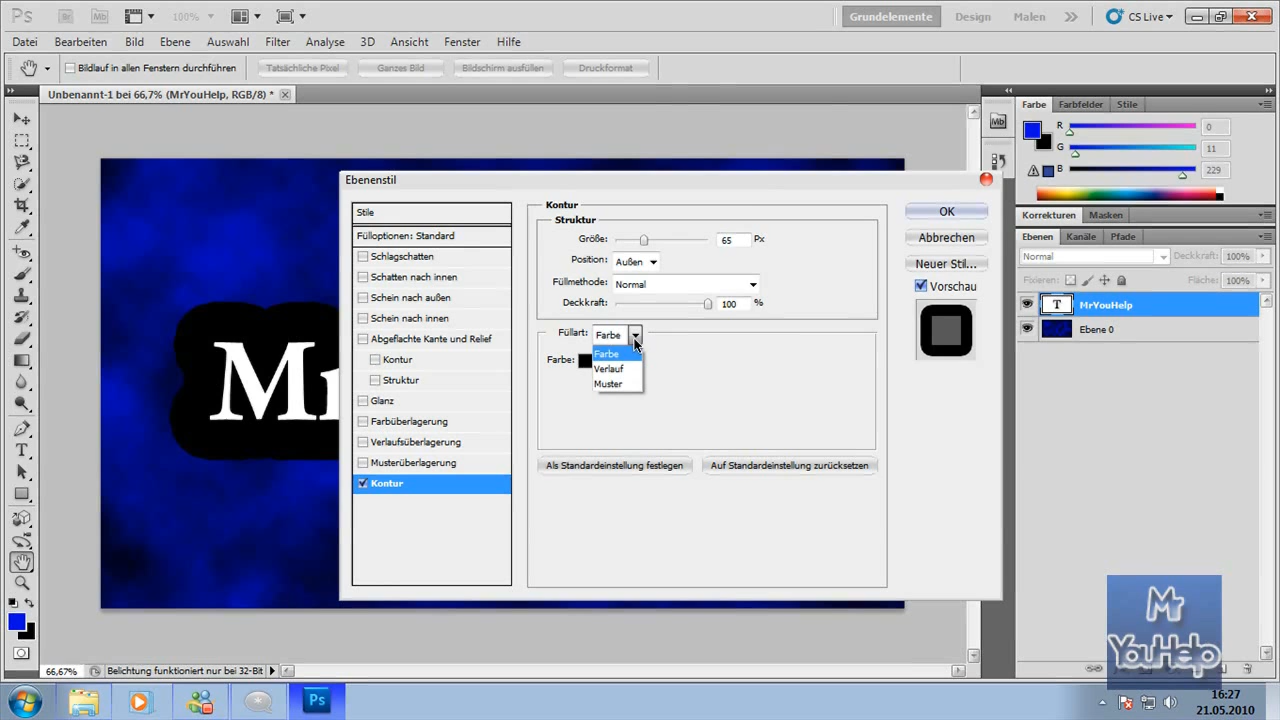 Ps
Br
Mb
100%
Grundelemente
Design
Malen
CS Live
Datei Bearbeiten Bild Ebene Auswahl Filter Analyse 3D Ansicht Fenster Hilfe
Bildlauf in allen Fenstern durchführen
Tatsächliche Pixel
Ganzes Bild
Bildschirm ausfüllen
Druckformat
Unbenannt-1 bei 66,7% (MrYouHelp, RGB/8) *
Mr
Ebenenstil
Stile
Fülloptionen: Standard
Schlagschatten
Schatten nach innen
Schein nach außen
Schein nach innen
Abgeflachte Kante und Relief
Kontur
Struktur
Glanz
Farbüberlagerung
Verlaufsüberlagerung
Musterüberlagerung
Kontur
Kontur
Struktur
Größe: 65 Px
Position: Außen
Füllmethode: Normal
Deckkraft: 100 %
Füllart: Farbe
Farbe:
Farbe
Verlauf
Muster
Als Standardeinstellung festlegen
Auf Standardeinstellung zurücksetzen
OK
Abbrechen
Neuer Stil...
Vorschau
Mb
Farbe Farbfelder Stile
R 0
G 11
B 229
Korrekturen Masken
Ebenen Kanäle Pfade
Normal Deckkraft: 100%
Fixieren: Fläche: 100%
T MrYouHelp
Ebene 0
66,67%
Belichtung funktioniert nur bei 32-Bit
Mr
YouHelp
Ps
16:27
21.05.2010